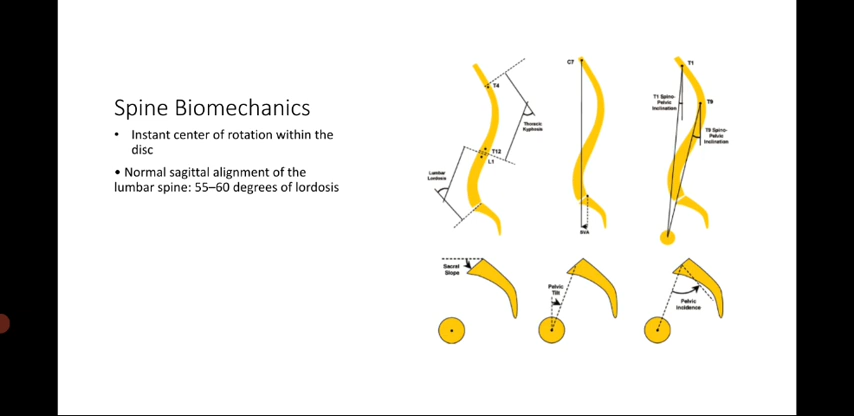 Spine Biomechanics
• Instant center of rotation within the
disc
• Normal sagittal alignment of the
lumbar spine: 55–60 degrees of lordosis
T4
Thoracic
Kyphosis
T12
L1
Lumbar
Lordosis
C7
SVA
T1
T1 Spino-
Pelvic
Inclination
T9
T9 Spino-
Pelvic
Inclination
Sacral
Slope
Pelvic
Tilt
Pelvic
Incidence